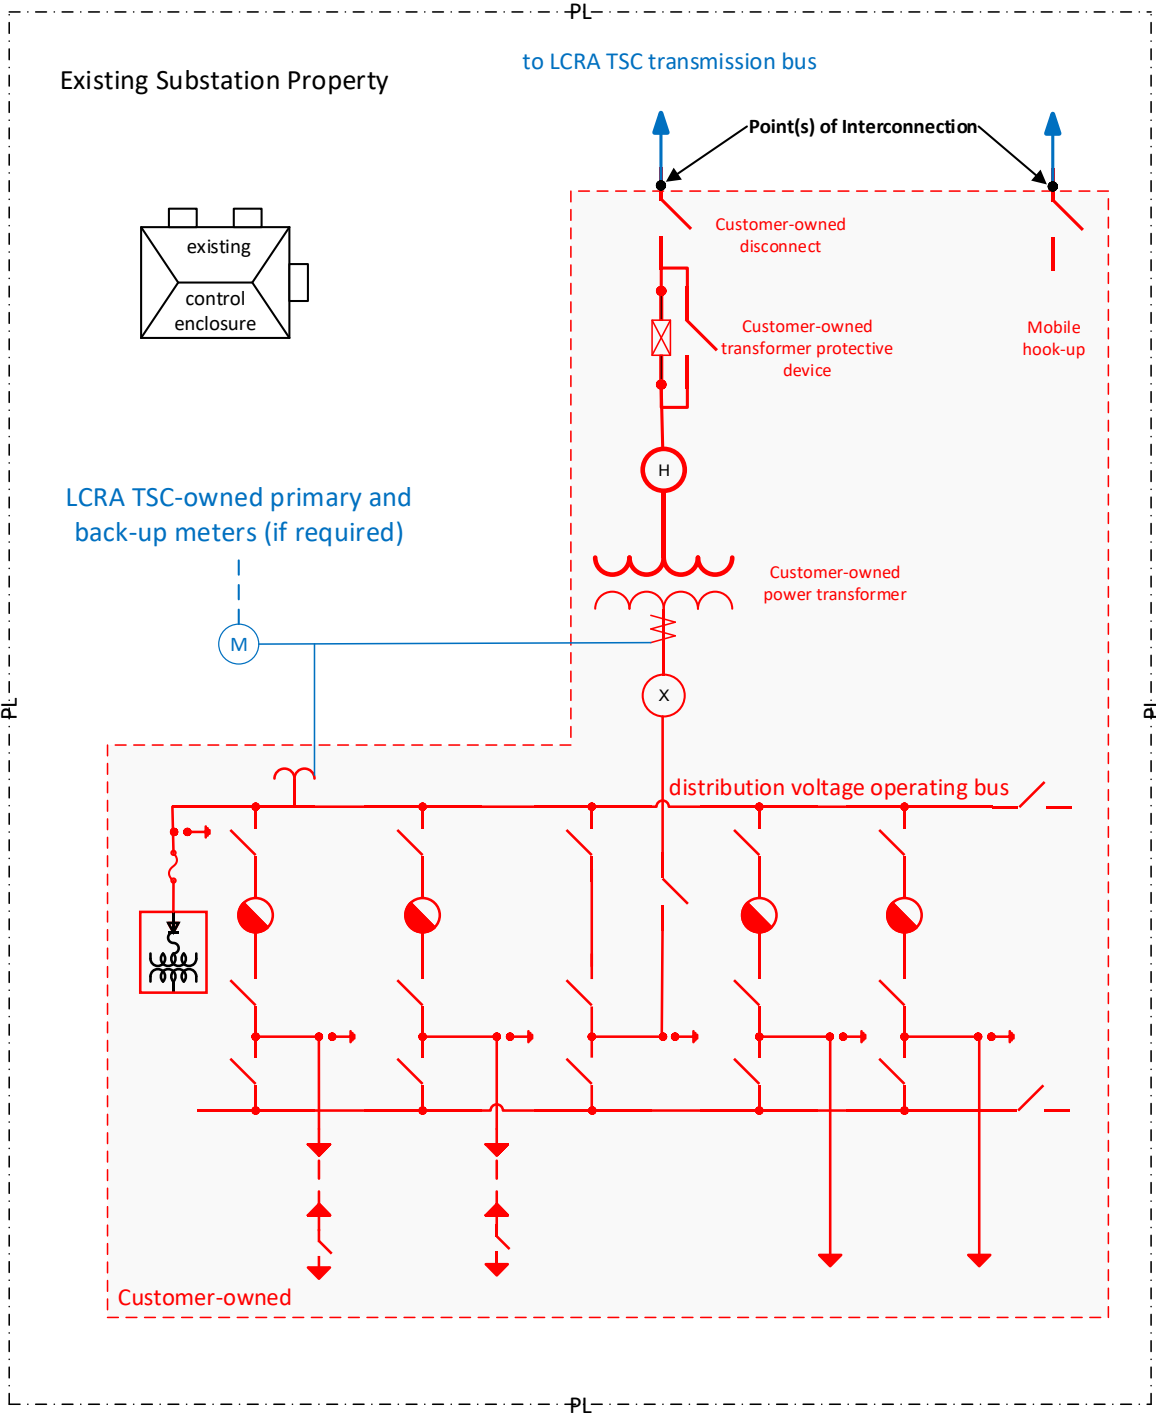 PL
to LCRA TSC transmission bus
Existing Substation Property
Point(s) of Interconnection
Customer-owned
disconnect
existing
control
enclosure
Customer-owned
transformer protective
device
Mobile
hook-up
H
LCRA TSC-owned primary and
back-up meters (if required)
Customer-owned
power transformer
M
X
PL
PL
distribution voltage operating bus
Customer-owned
PL